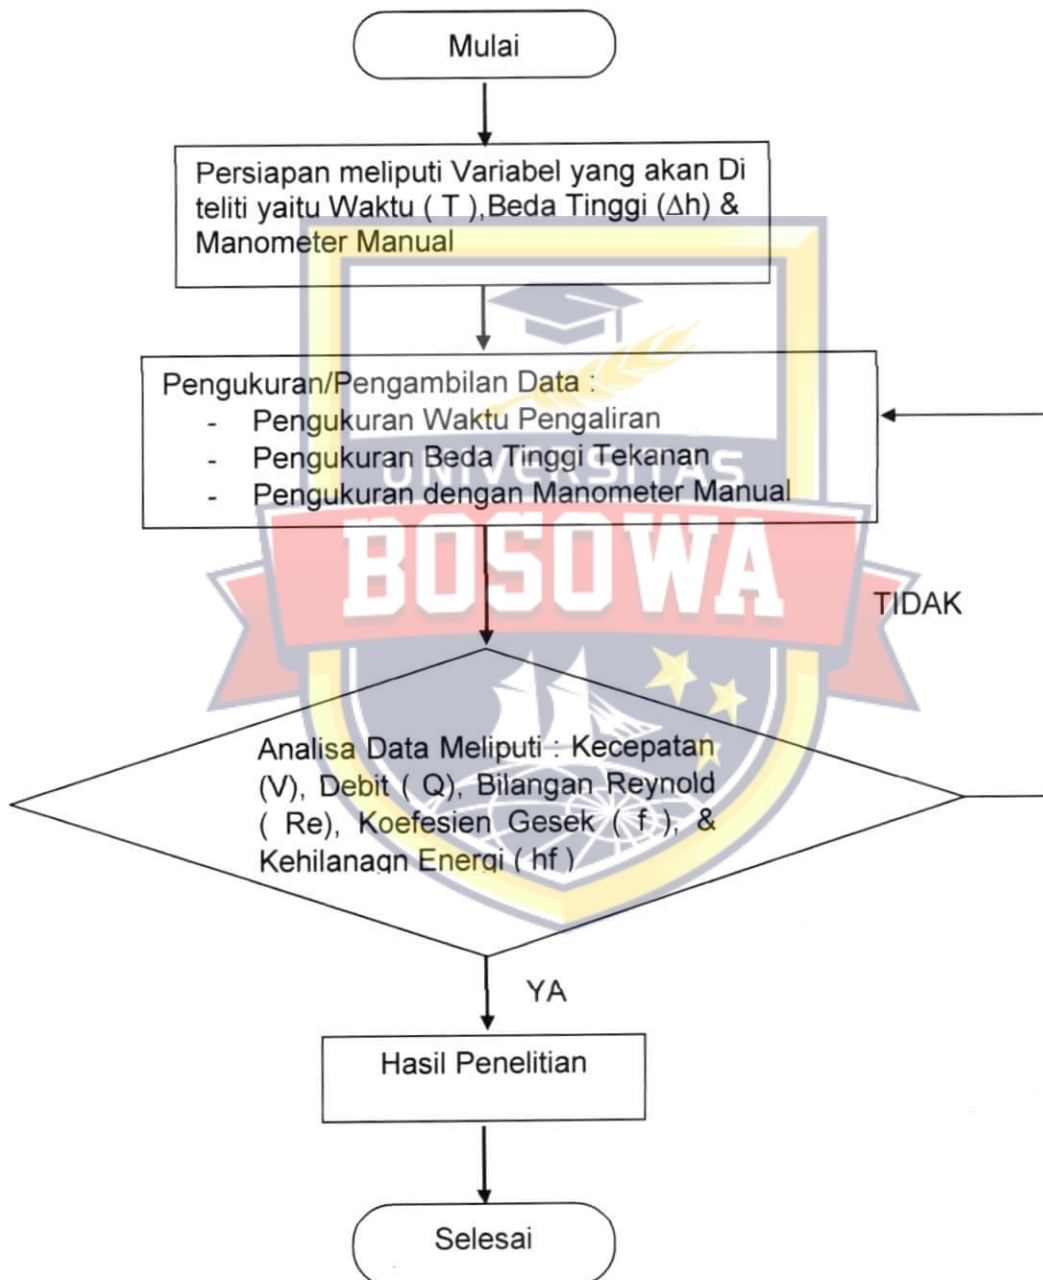 Mulai
Persiapan meliputi Variabel yang akan Di
teliti yaitu Waktu ( T ),Beda Tinggi (Δh) &
Manometer Manual
Pengukuran/Pengambilan Data :
- Pengukuran Waktu Pengaliran
- Pengukuran Beda Tinggi Tekanan
- Pengukuran dengan Manometer Manual
UNIVERSITAS
BOSOWA
TIDAK
Analisa Data Meliputi : Kecepatan
(V), Debit ( Q), Bilangan Reynold
( Re), Koefesien Gesek ( f ), &
Kehilanagn Energi ( hf )
YA
Hasil Penelitian
Selesai